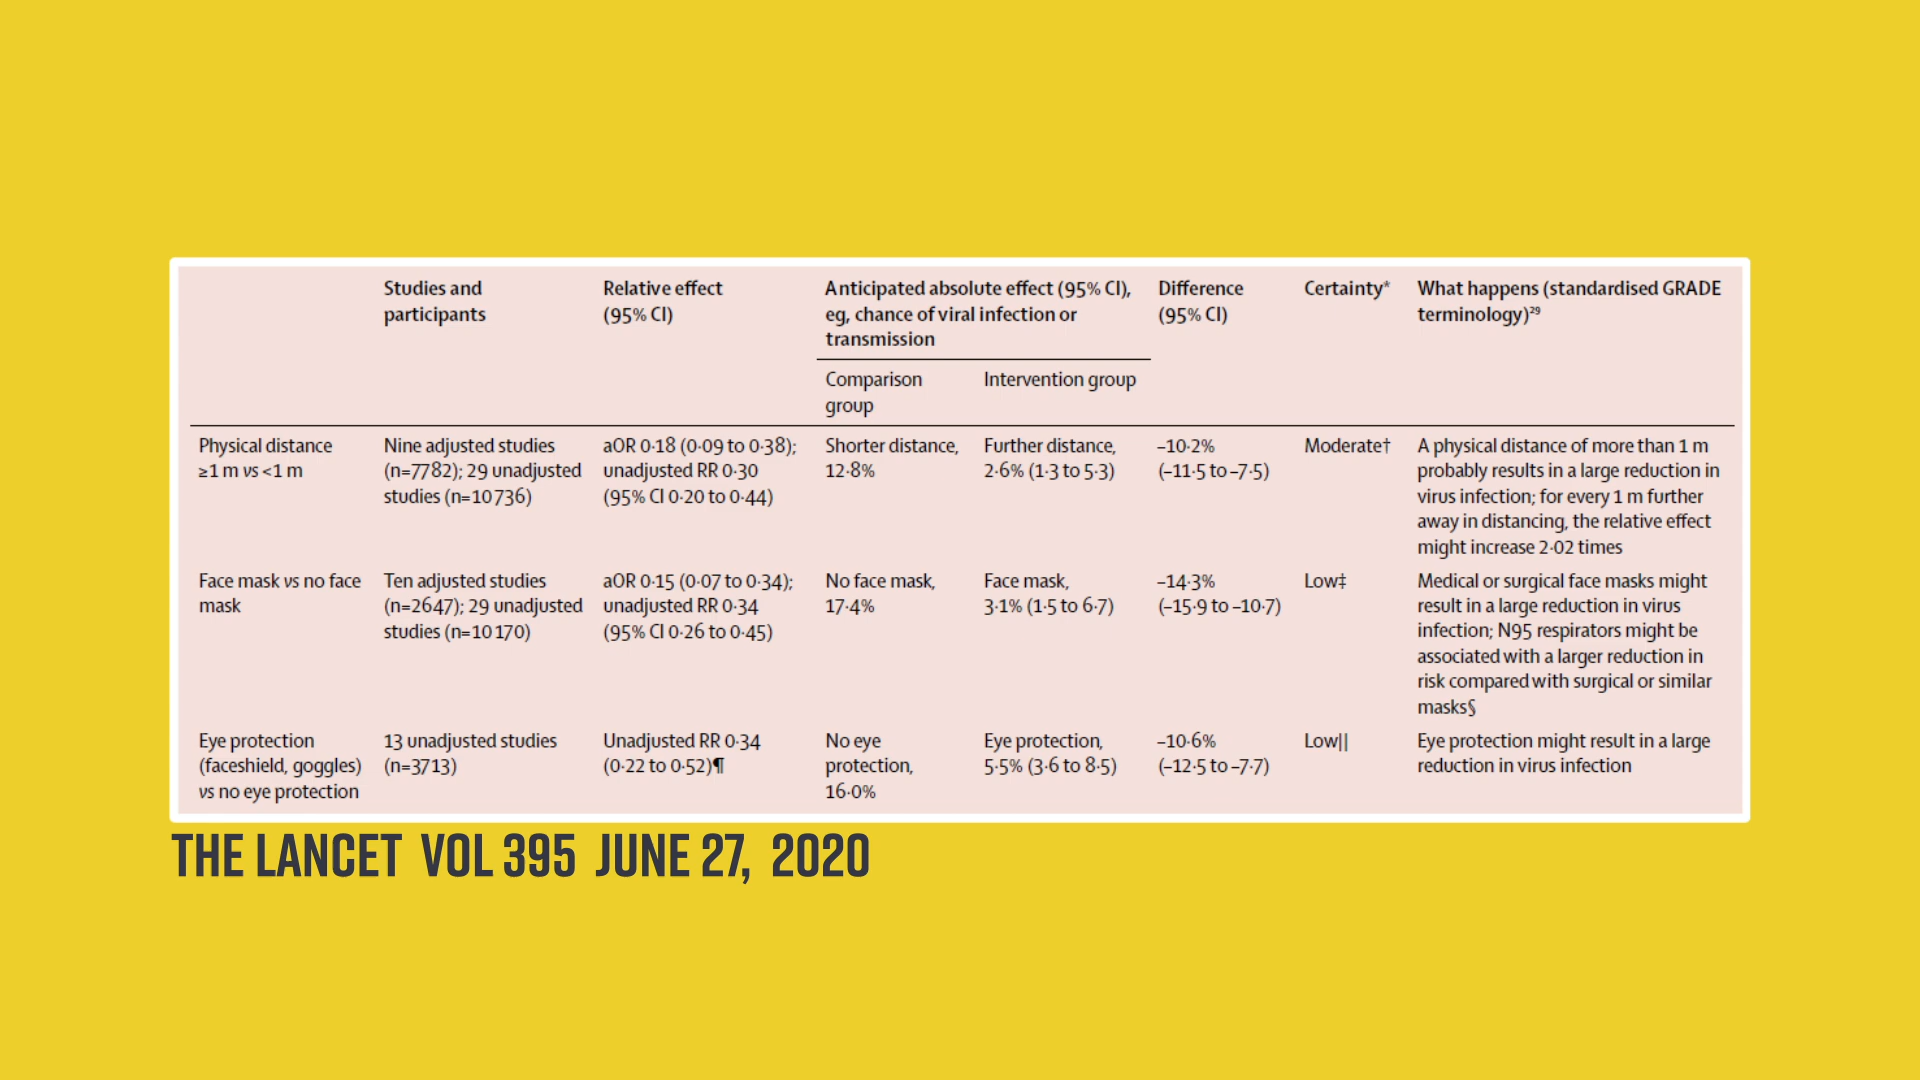 Studies and participants
Relative effect (95% CI)
Anticipated absolute effect (95% CI), eg, chance of viral infection or transmission
Difference (95% CI)
Certainty*
What happens (standardised GRADE terminology)²⁹
Comparison group
Intervention group
Physical distance
≥1 m vs <1 m
Nine adjusted studies
(n=7782); 29 unadjusted
studies (n=10 736)
aOR 0·18 (0·09 to 0·38);
unadjusted RR 0·30
(95% CI 0·20 to 0·44)
Shorter distance,
12·8%
Further distance,
2·6% (1·3 to 5·3)
–10·2%
(–11·5 to –7·5)
Moderate†
A physical distance of more than 1 m
probably results in a large reduction in
virus infection; for every 1 m further
away in distancing, the relative effect
might increase 2·02 times
Face mask vs no face
mask
Ten adjusted studies
(n=2647); 29 unadjusted
studies (n=10 170)
aOR 0·15 (0·07 to 0·34);
unadjusted RR 0·34
(95% CI 0·26 to 0·45)
No face mask,
17·4%
Face mask,
3·1% (1·5 to 6·7)
–14·3%
(–15·9 to –10·7)
Low‡
Medical or surgical face masks might
result in a large reduction in virus
infection; N95 respirators might be
associated with a larger reduction in
risk compared with surgical or similar
masks§
Eye protection
(faceshield, goggles)
vs no eye protection
13 unadjusted studies
(n=3713)
Unadjusted RR 0·34
(0·22 to 0·52)¶
No eye
protection,
16·0%
Eye protection,
5·5% (3·6 to 8·5)
–10·6%
(–12·5 to –7·7)
Low||
Eye protection might result in a large
reduction in virus infection
THE LANCET VOL 395 JUNE 27, 2020